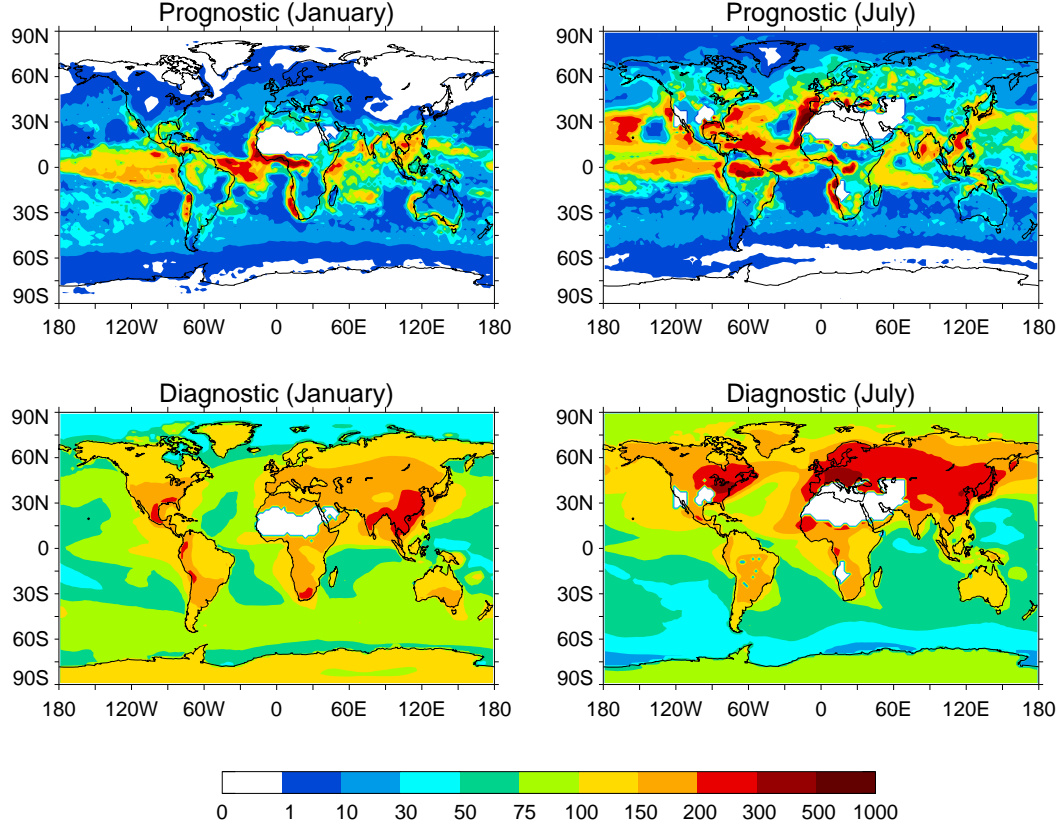 Prognostic (January)
Prognostic (July)
90N
60N
30N
0
30S
60S
90S
180 120W 60W 0 60E 120E 180
90N
60N
30N
0
30S
60S
90S
180 120W 60W 0 60E 120E 180
Diagnostic (January)
Diagnostic (July)
90N
60N
30N
0
30S
60S
90S
180 120W 60W 0 60E 120E 180
90N
60N
30N
0
30S
60S
90S
180 120W 60W 0 60E 120E 180
0 1 10 30 50 75 100 150 200 300 500 1000